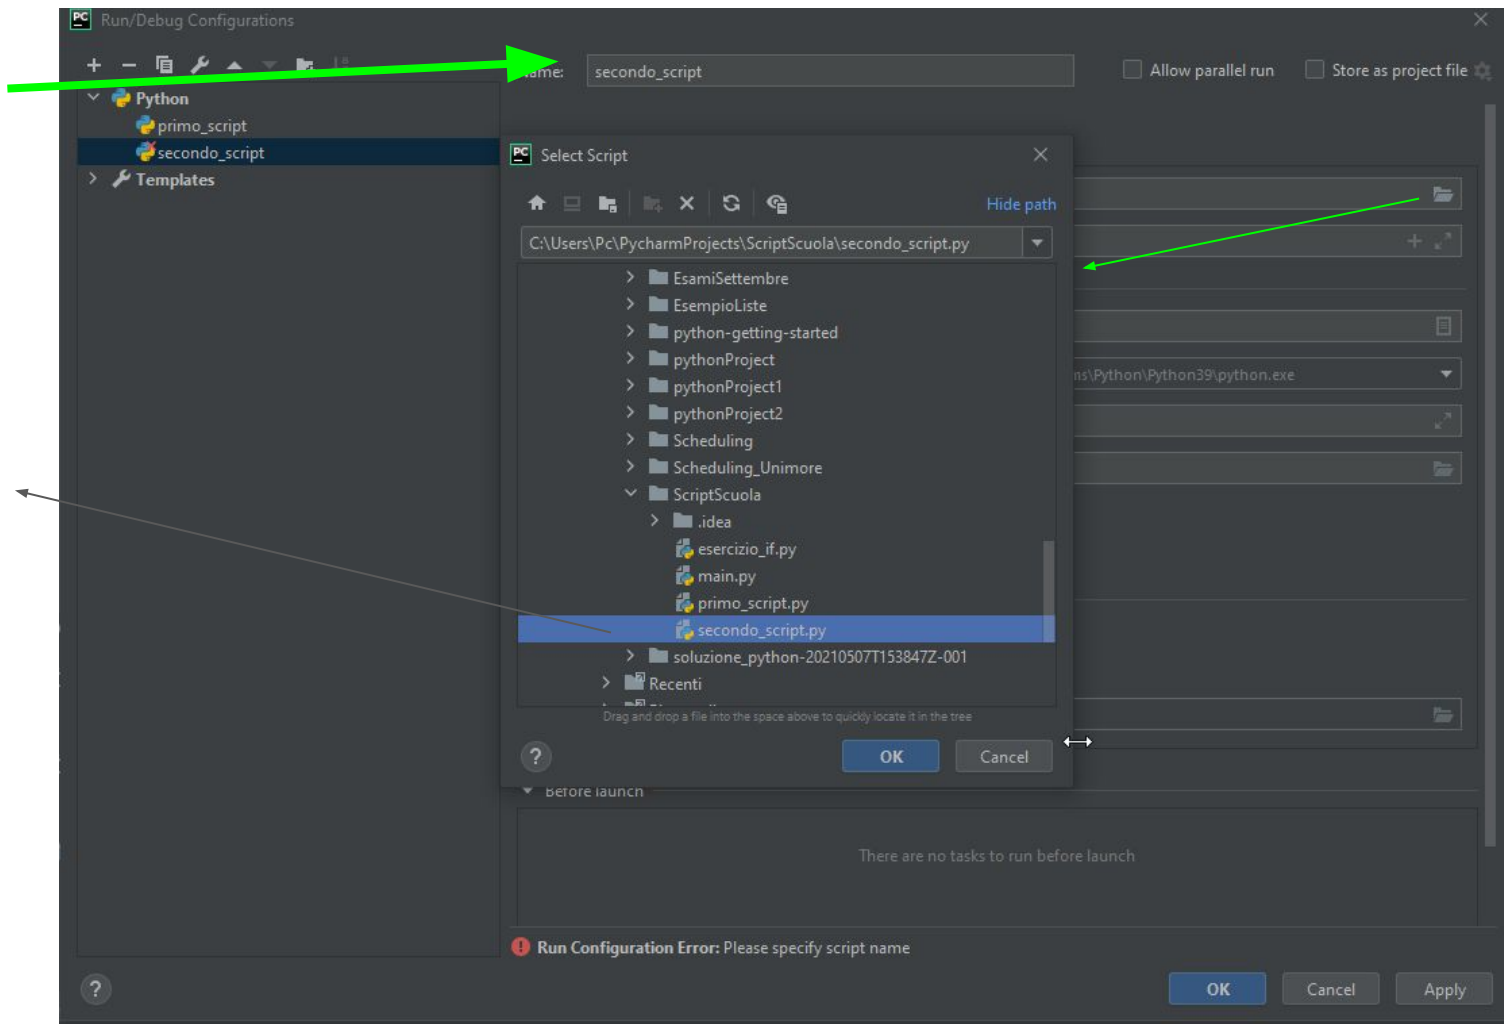 PC Run/Debug Configurations
Name: secondo_script
Allow parallel run
Store as project file
Python
primo_script
secondo_script
Templates
PC Select Script
Hide path
C:\Users\Pc\PycharmProjects\ScriptScuola\secondo_script.py
EsamiSettembre
EsempioListe
python-getting-started
pythonProject
pythonProject1
pythonProject2
Scheduling
Scheduling_Unimore
ScriptScuola
.idea
esercizio_if.py
main.py
primo_script.py
secondo_script.py
soluzione_python-20210507T153847Z-001
Recenti
Drag and drop a file into the space above to quickly locate it in the tree
? OK Cancel
ns\Python\Python39\python.exe
Before launch
There are no tasks to run before launch
! Run Configuration Error: Please specify script name
? OK Cancel Apply